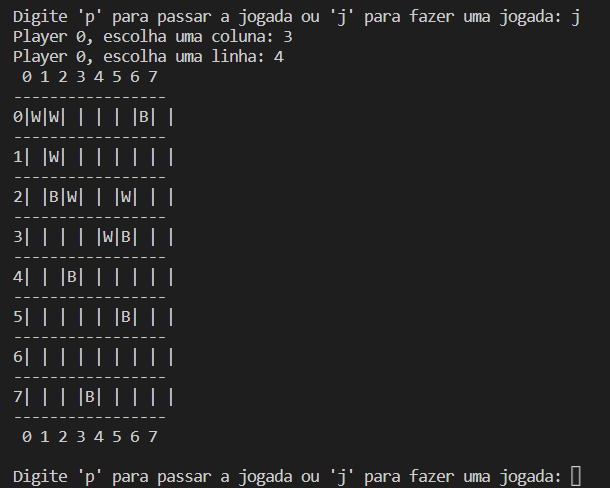 Digite 'p' para passar a jogada ou 'j' para fazer uma jogada: j
Player 0, escolha uma coluna: 3
Player 0, escolha uma linha: 4
 0 1 2 3 4 5 6 7
-----------------
0|W|W| | | | |B| |
-----------------
1| |W| | | | | | |
-----------------
2| |B|W| | |W| | |
-----------------
3| | | | |W|B| | |
-----------------
4| | |B| | | | | |
-----------------
5| | | | | |B| | |
-----------------
6| | | | | | | | |
-----------------
7| | | |B| | | | |
-----------------
 0 1 2 3 4 5 6 7
Digite 'p' para passar a jogada ou 'j' para fazer uma jogada: